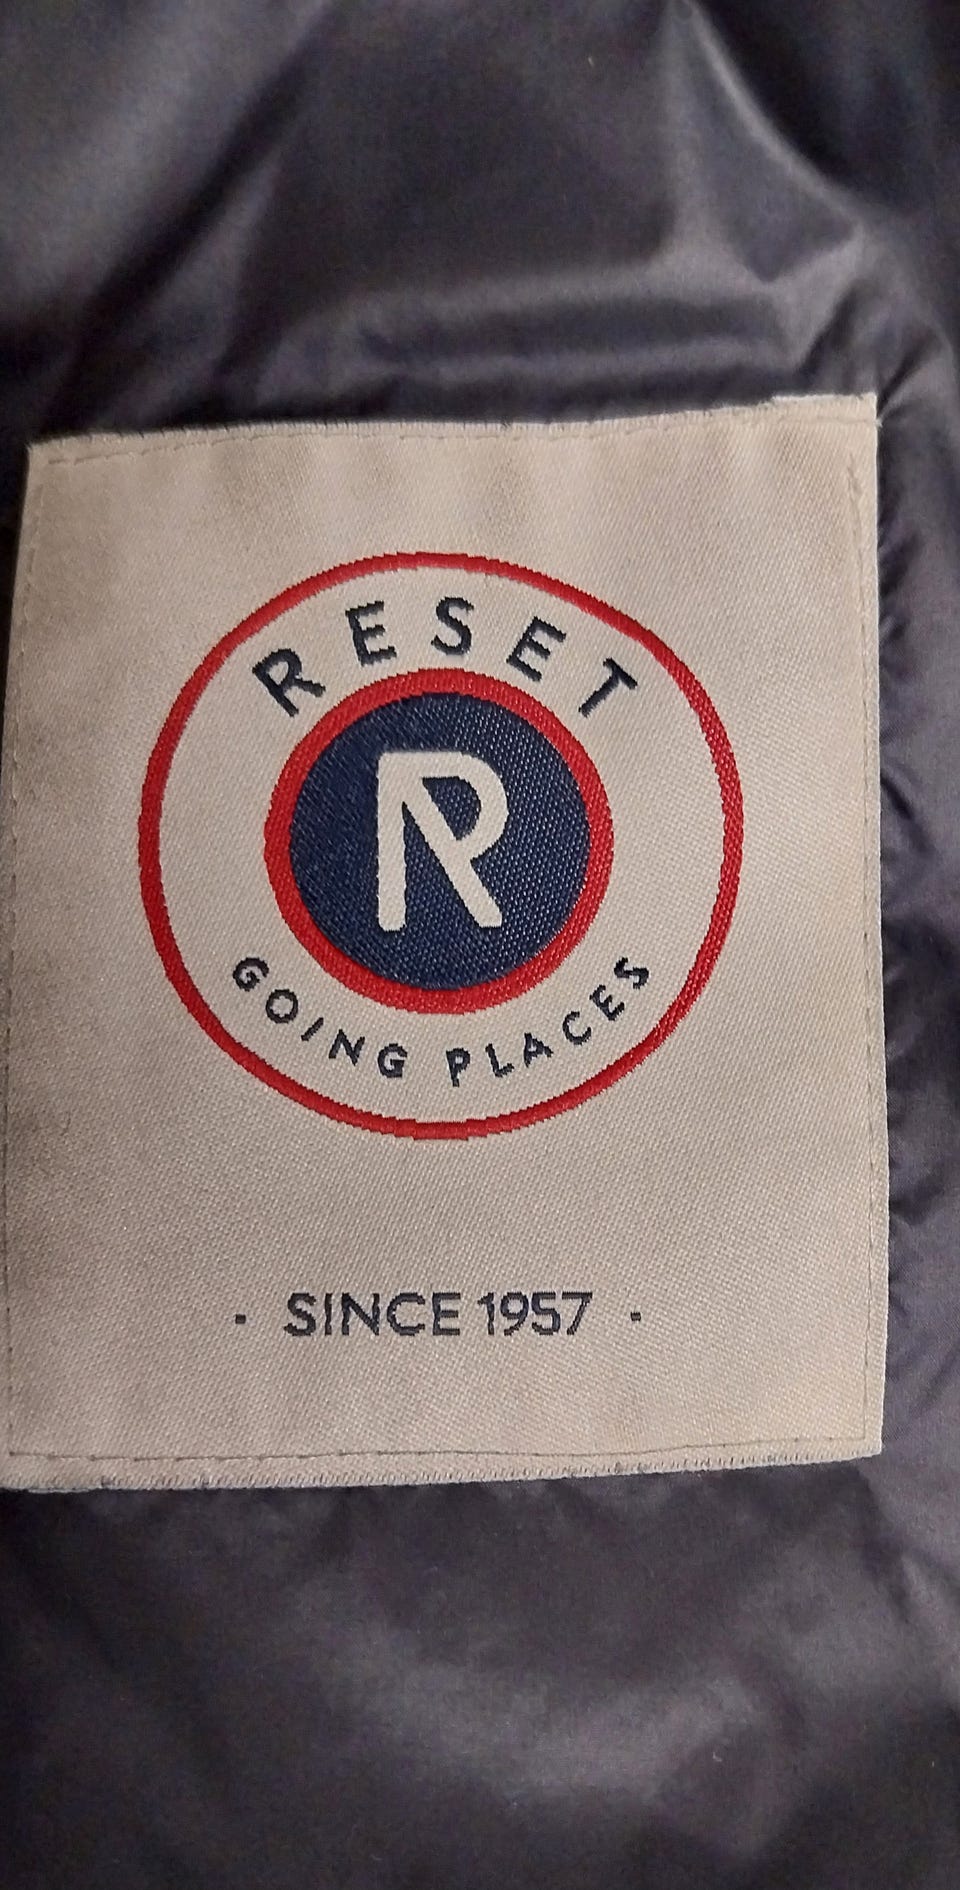 RESET
R
GOING PLACES
· SINCE 1957 ·